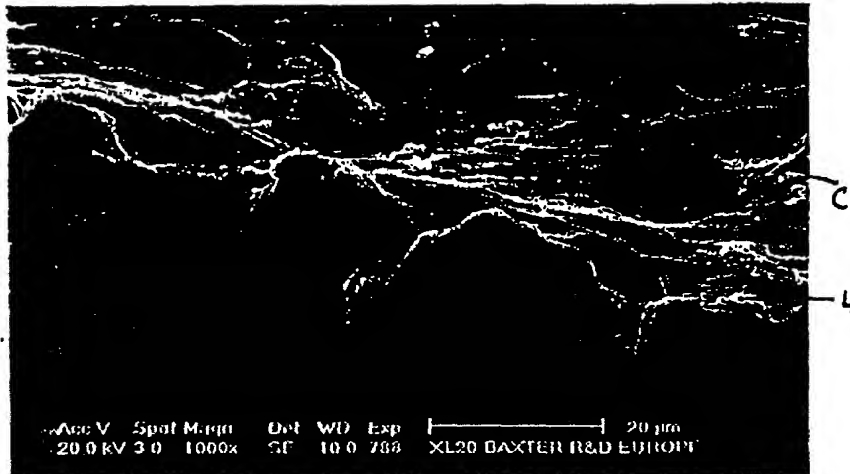 C
L
Acc V Spot Magn Det WD Exp 20 µm
20.0 kV 3.0 1000x SE 10.0 788 XL20 BAXTER R&D EUROPE